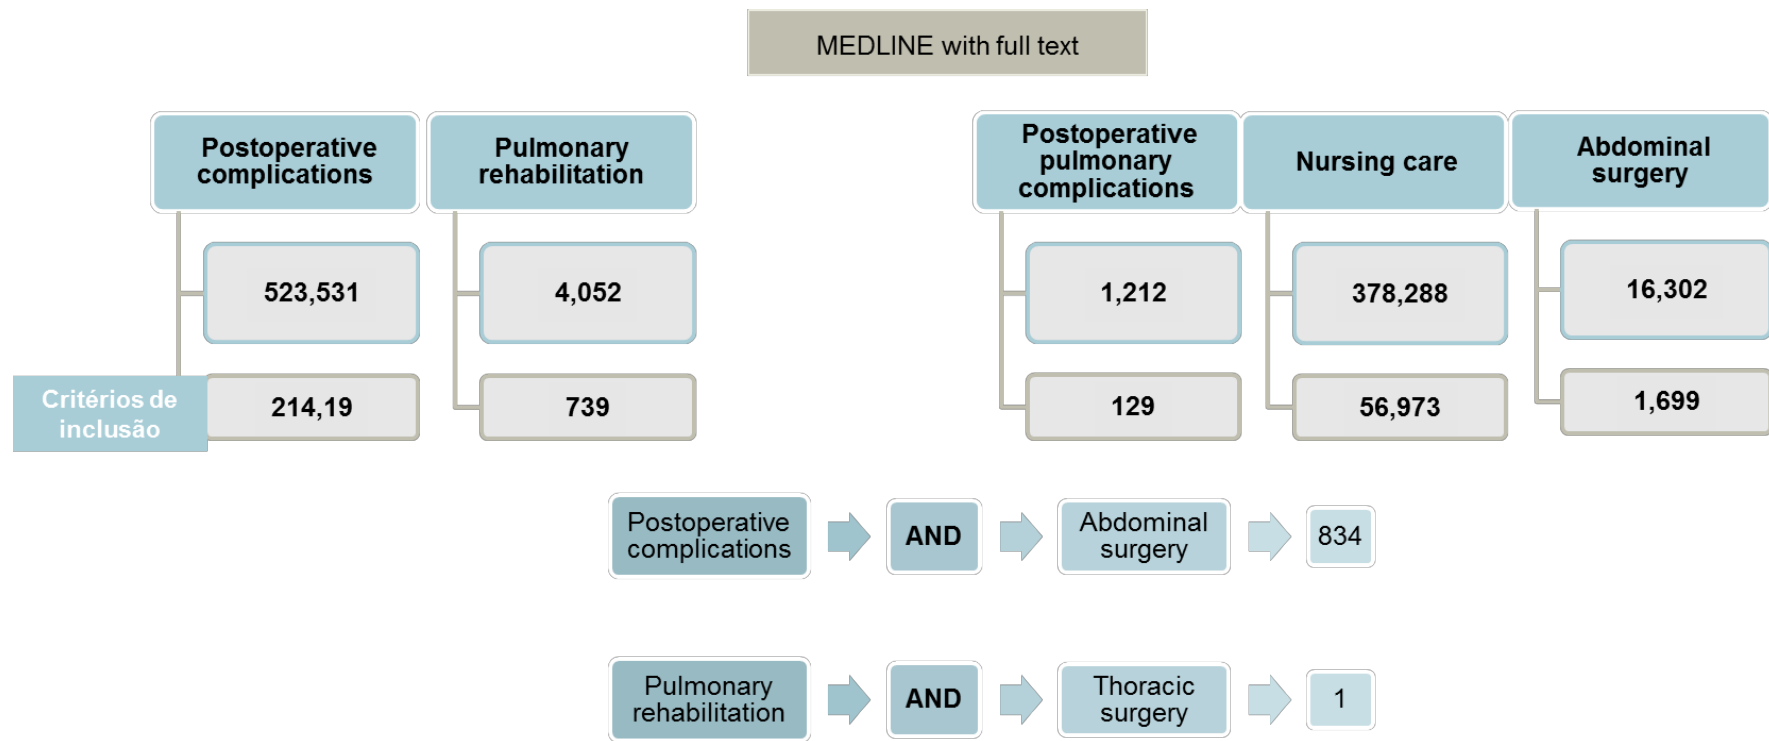 MEDLINE with full text
Postoperative
complications
Pulmonary
rehabilitation
Postoperative
pulmonary
complications
Nursing care
Abdominal
surgery
523,531
4,052
1,212
378,288
16,302
Critérios de
inclusão
214,19
739
129
56,973
1,699
Postoperative
complications
AND
Abdominal
surgery
834
Pulmonary
rehabilitation
AND
Thoracic
surgery
1